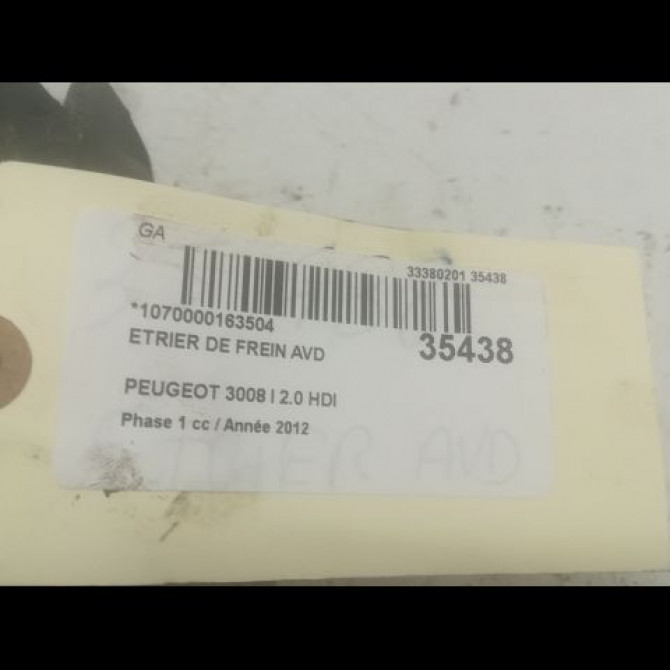 GA
33380201 35438
*1070000163504
ETRIER DE FREIN AVD
35438
PEUGEOT 3008 I 2.0 HDI
Phase 1 cc / Année 2012
AVD